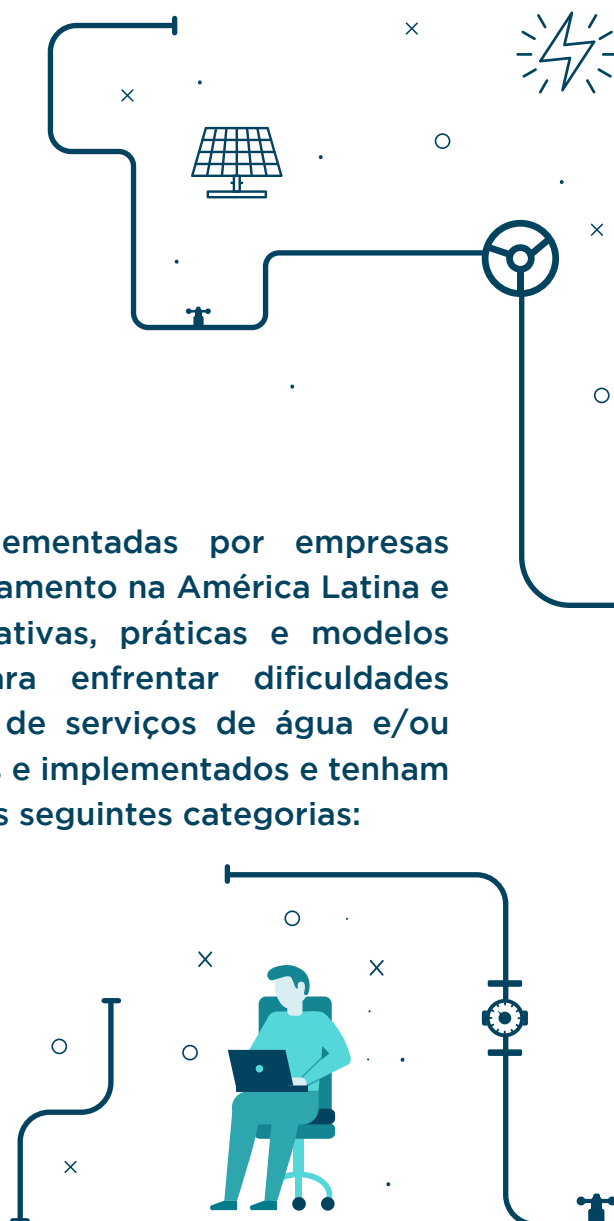 ementadas por empresas
amento na América Latina e
ativas, práticas e modelos
ara enfrentar dificuldades
de serviços de água e/ou
s e implementados e tenham
s seguintes categorias: